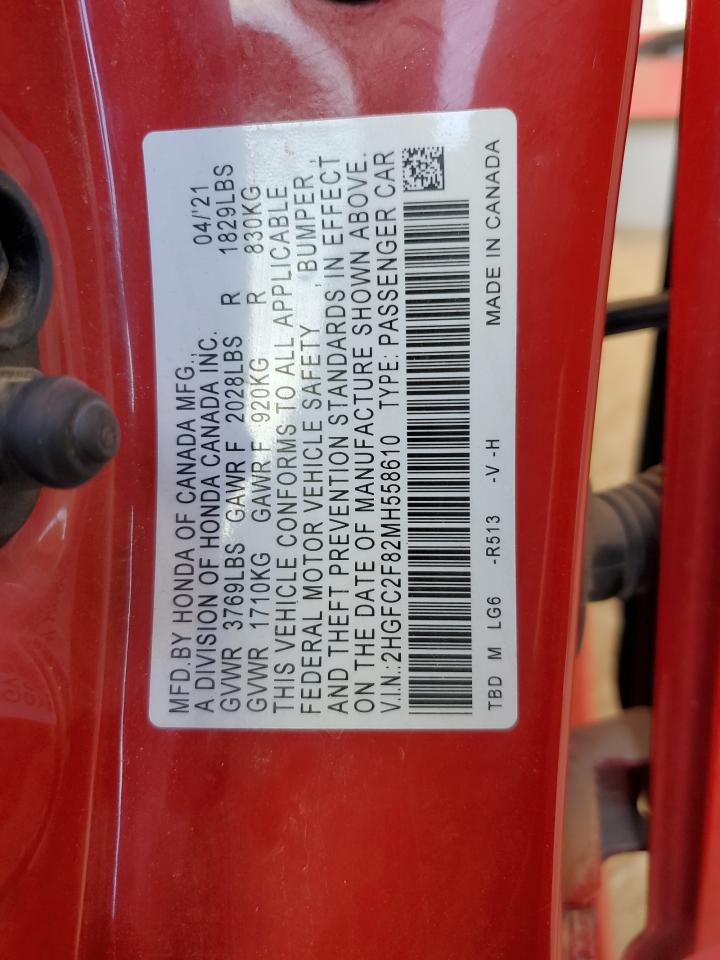 MFD.BY HONDA OF CANADA MFG., 04/'21
A DIVISION OF HONDA CANADA INC.
GVWR 3769LBS GAWR F 2028LBS R 1829LBS
GVWR 1710KG GAWR F 920KG R 830KG
THIS VEHICLE CONFORMS TO ALL APPLICABLE
FEDERAL MOTOR VEHICLE SAFETY , BUMPER ,
AND THEFT PREVENTION STANDARDS IN EFFECT
ON THE DATE OF MANUFACTURE SHOWN ABOVE.
V.I.N.:2HGFC2F82MH558610 TYPE: PASSENGER CAR
TBD M LG6 -R513 -V -H MADE IN CANADA